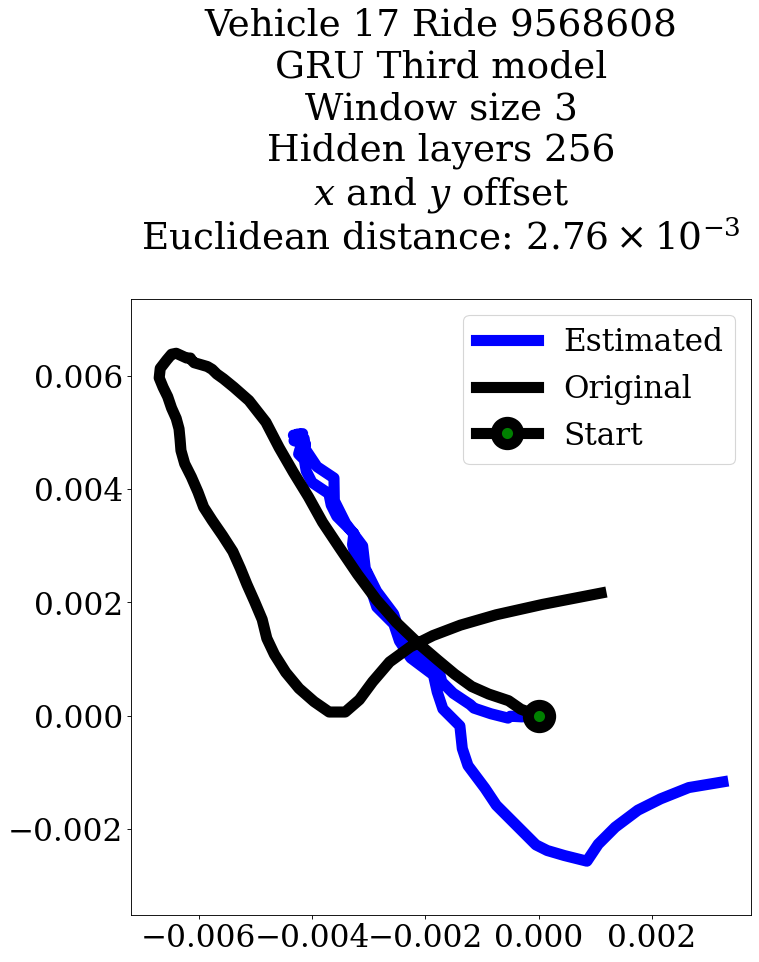 Vehicle 17 Ride 9568608
GRU Third model
Window size 3
Hidden layers 256
x and y offset
Euclidean distance: 2.76 × 10⁻³
Estimated
Original
Start
0.006
0.004
0.002
0.000
−0.002
−0.006
−0.004
−0.002
0.000
0.002